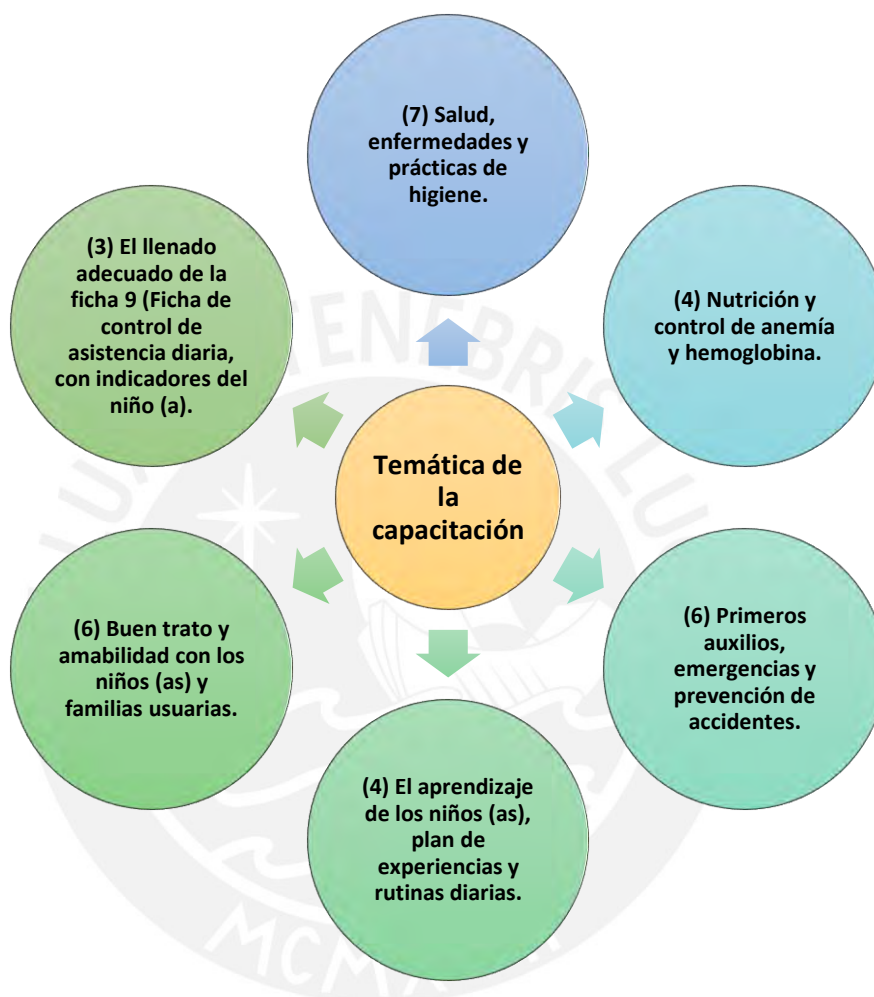 (7) Salud,
enfermedades y
prácticas de
higiene.
(3) El llenado
adecuado de la
ficha 9 (Ficha de
control de
asistencia diaria,
con indicadores del
niño (a).
(4) Nutrición y
control de anemía
y hemoglobina.
Temática de
la
capacitación
(6) Buen trato y
amabilidad con los
niños (as) y
familias usuarias.
(6) Primeros
auxilios,
emergencias y
prevención de
accidentes.
(4) El aprendizaje
de los niños (as),
plan de
experiencias y
rutinas diarias.